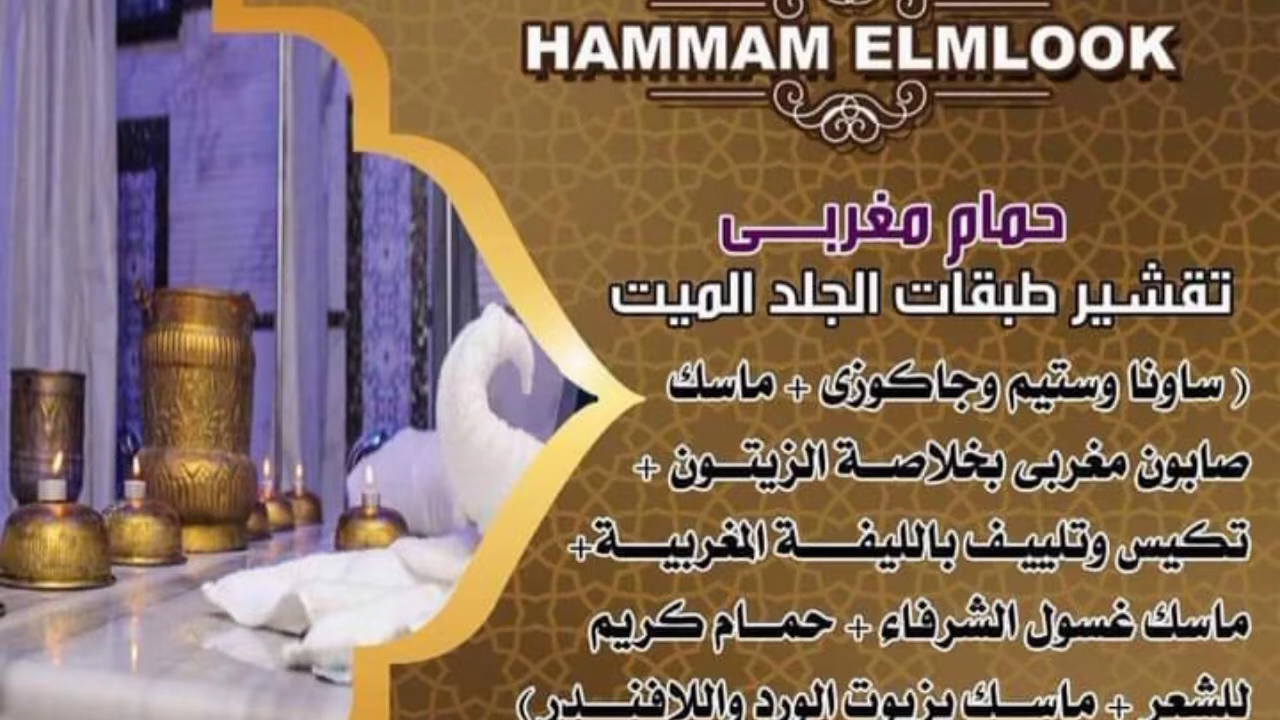 HAMMAM ELMLOOK
حمام مغربى
تقشير طبقات الجلد الميت
( ساونا وستيم وجاكوزى + ماسك
صابون مغربى بخلاصة الزيتون +
تكيس وتلييف بالليفة المغربية+
ماسك غسول الشرفاء + حمام كريم
للشعر + ماسك بزيوت الورد واللافندر)